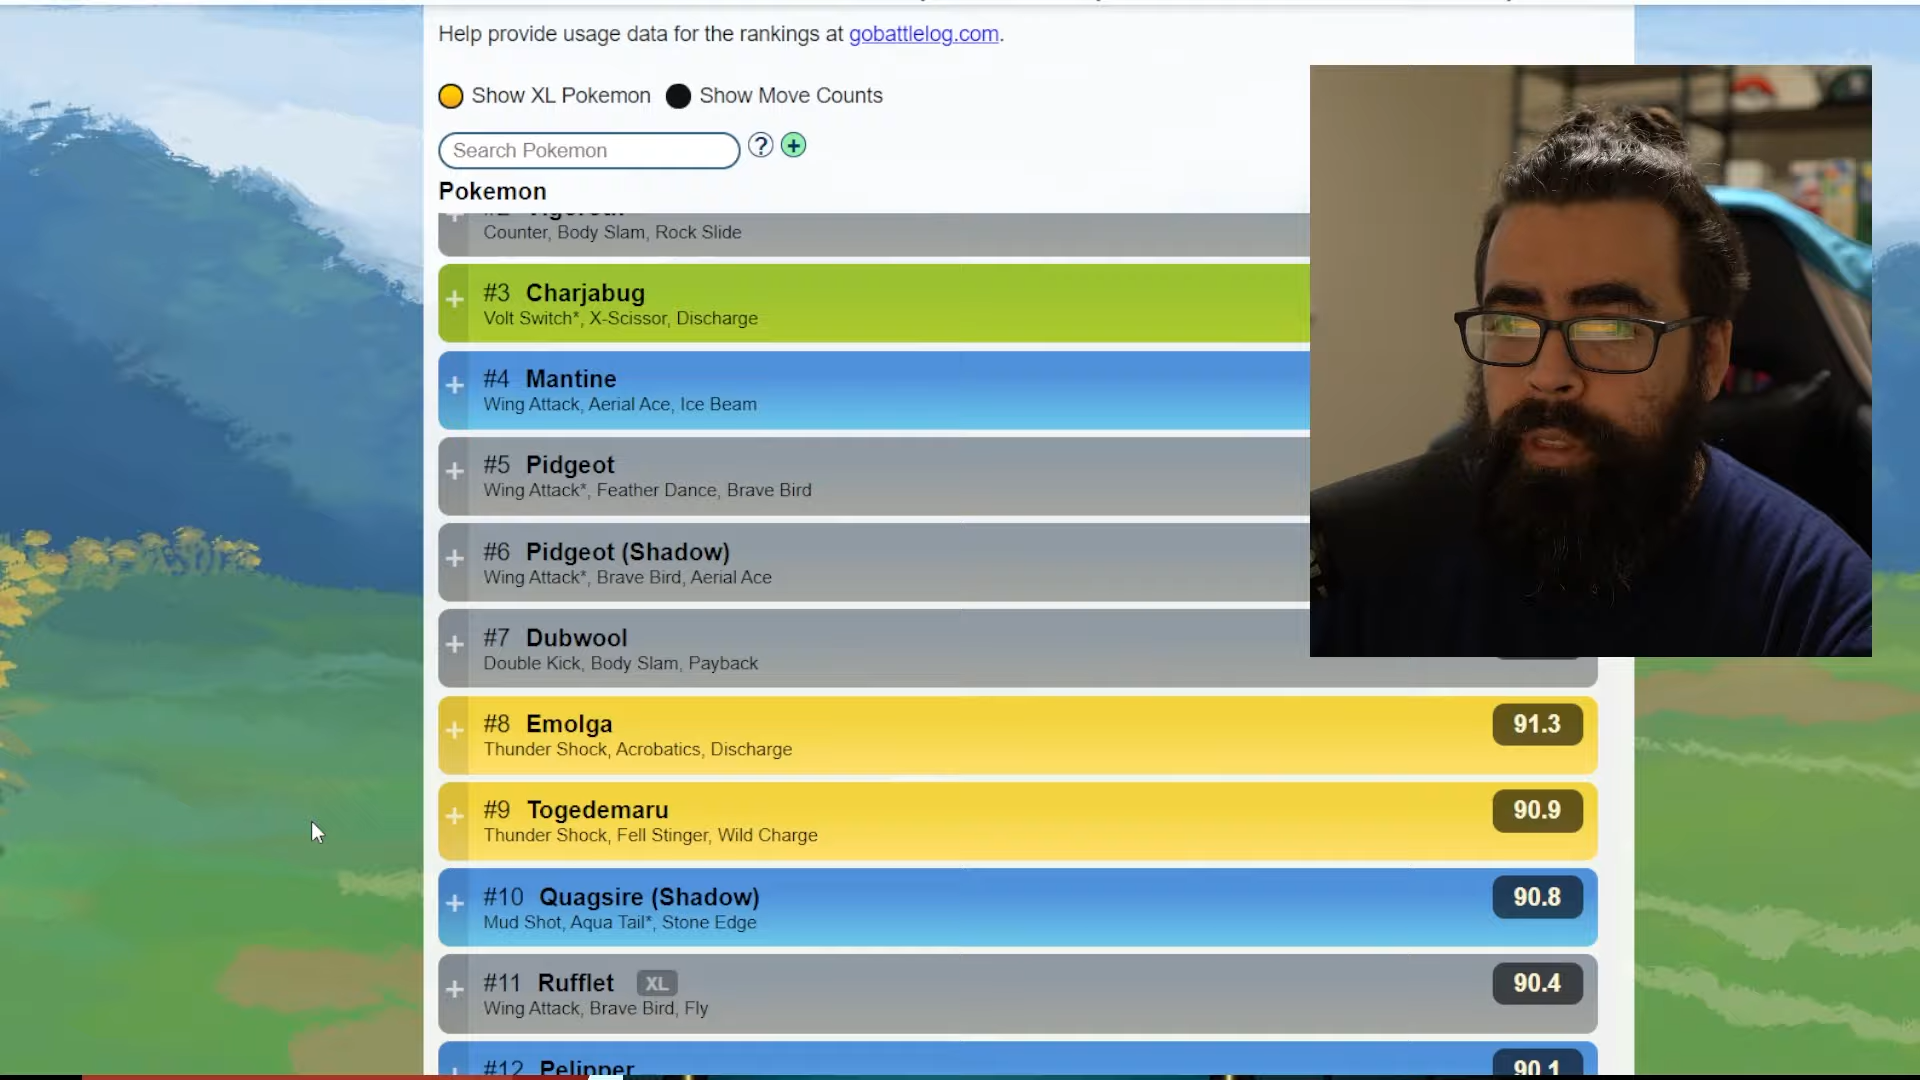 Help provide usage data for the rankings at gobattlelog.com.
Show XL Pokemon Show Move Counts
Search Pokemon ? +
Pokemon
Counter, Body Slam, Rock Slide
+ #3 Charjabug
Volt Switch*, X-Scissor, Discharge
+ #4 Mantine
Wing Attack, Aerial Ace, Ice Beam
+ #5 Pidgeot
Wing Attack*, Feather Dance, Brave Bird
+ #6 Pidgeot (Shadow)
Wing Attack*, Brave Bird, Aerial Ace
+ #7 Dubwool
Double Kick, Body Slam, Payback
+ #8 Emolga 91.3
Thunder Shock, Acrobatics, Discharge
+ #9 Togedemaru 90.9
Thunder Shock, Fell Stinger, Wild Charge
+ #10 Quagsire (Shadow) 90.8
Mud Shot, Aqua Tail*, Stone Edge
+ #11 Rufflet XL 90.4
Wing Attack, Brave Bird, Fly
#12 Pelipper 90.1